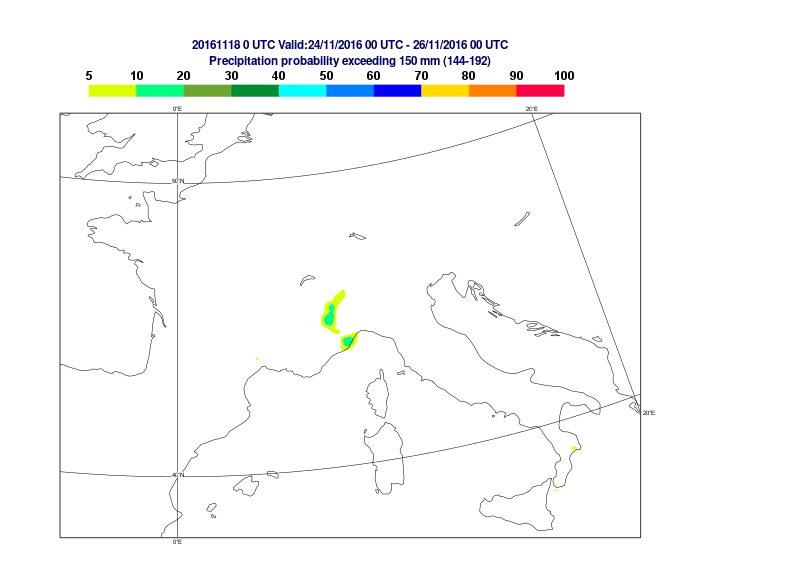 20161118 0 UTC Valid:24/11/2016 00 UTC - 26/11/2016 00 UTC
Precipitation probability exceeding 150 mm (144-192)
5 10 20 30 40 50 60 70 80 90 100
0°E 20°E
50°N
20°E
40°N
0°E